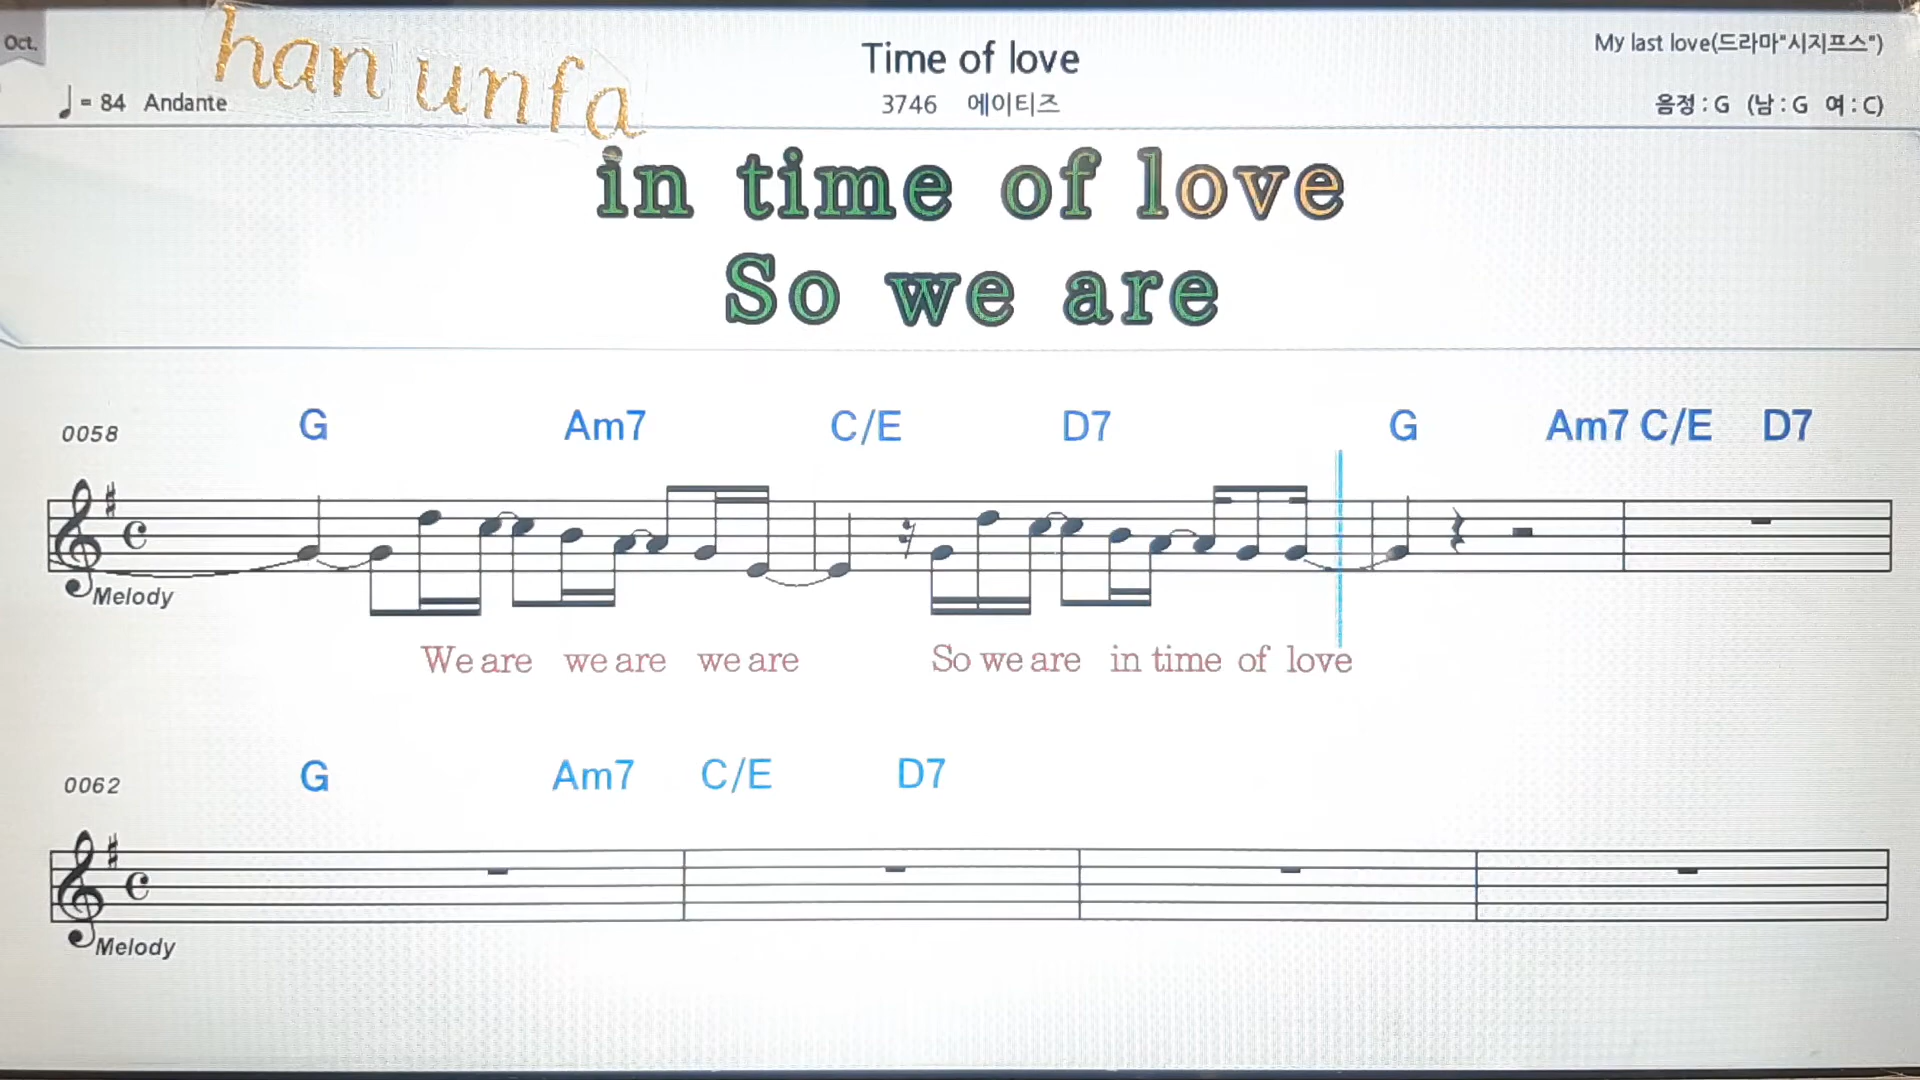 Oct.
han unfa
Time of love
My last love(드라마"시지프스")
♩= 84 Andante
3746 에이티즈
음정 : G (남 : G 여 : C)
in time of love
So we are
0058
G Am7 C/E D7 G Am7 C/E D7
Melody
We are we are we are So we are in time of love
0062
G Am7 C/E D7
Melody